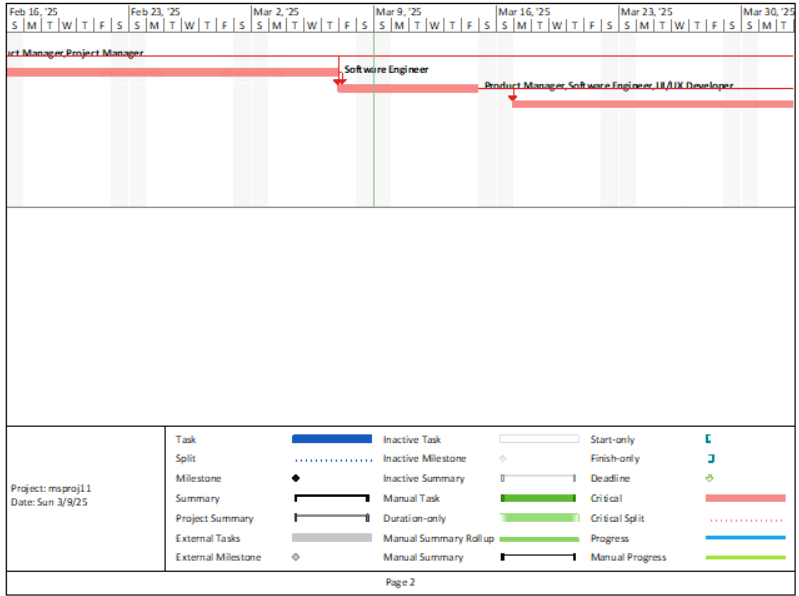 Feb 16, '25 Feb 23, '25 Mar 2, '25 Mar 9, '25 Mar 16, '25 Mar 23, '25 Mar 30, '25
S M T W T F S S M T W T F S S M T W T F S S M T W T F S S M T W T F S S M T W T F S S M T
uct Manager,Project Manager
Software Engineer
Product Manager,Software Engineer,UI/UX Developer
Project: msproj11
Date: Sun 3/9/25
Task
Split
Milestone
Summary
Project Summary
External Tasks
External Milestone
Inactive Task
Inactive Milestone
Inactive Summary
Manual Task
Duration-only
Manual Summary Rollup
Manual Summary
Start-only
Finish-only
Deadline
Critical
Critical Split
Progress
Manual Progress
Page 2